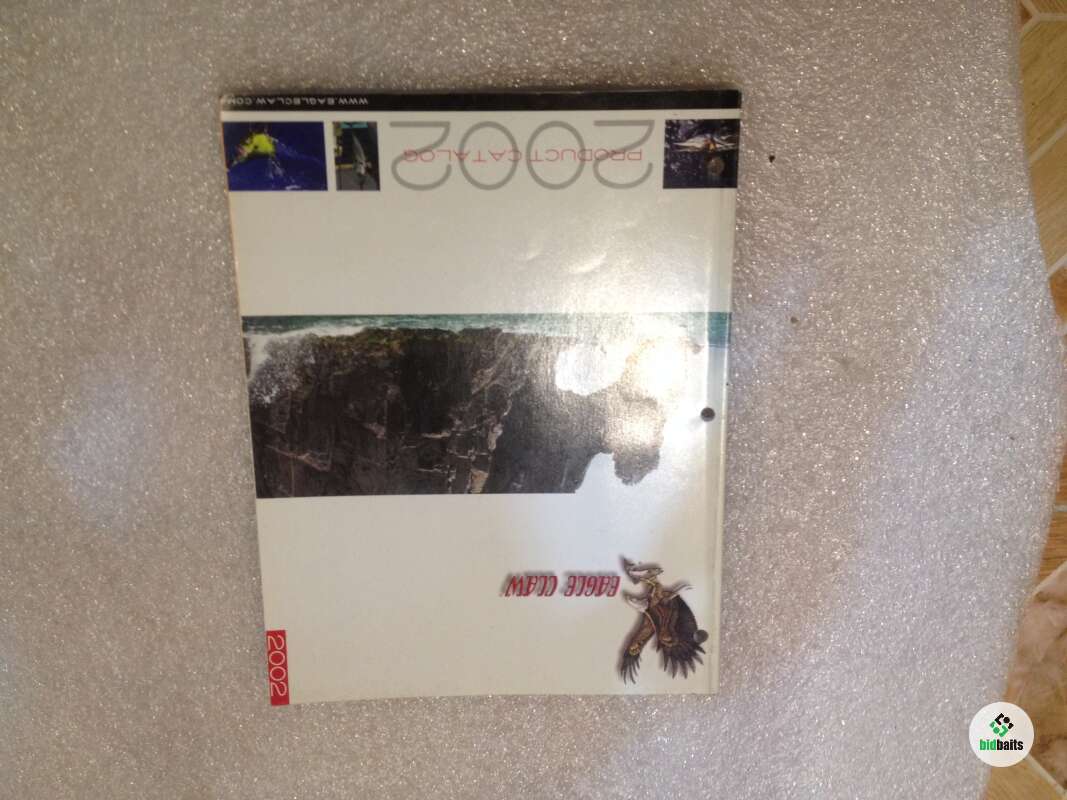 EAGLE CLAW
2002
2002
PRODUCT CATALOG
WWW.EAGLECLAW.COM
bidbaits